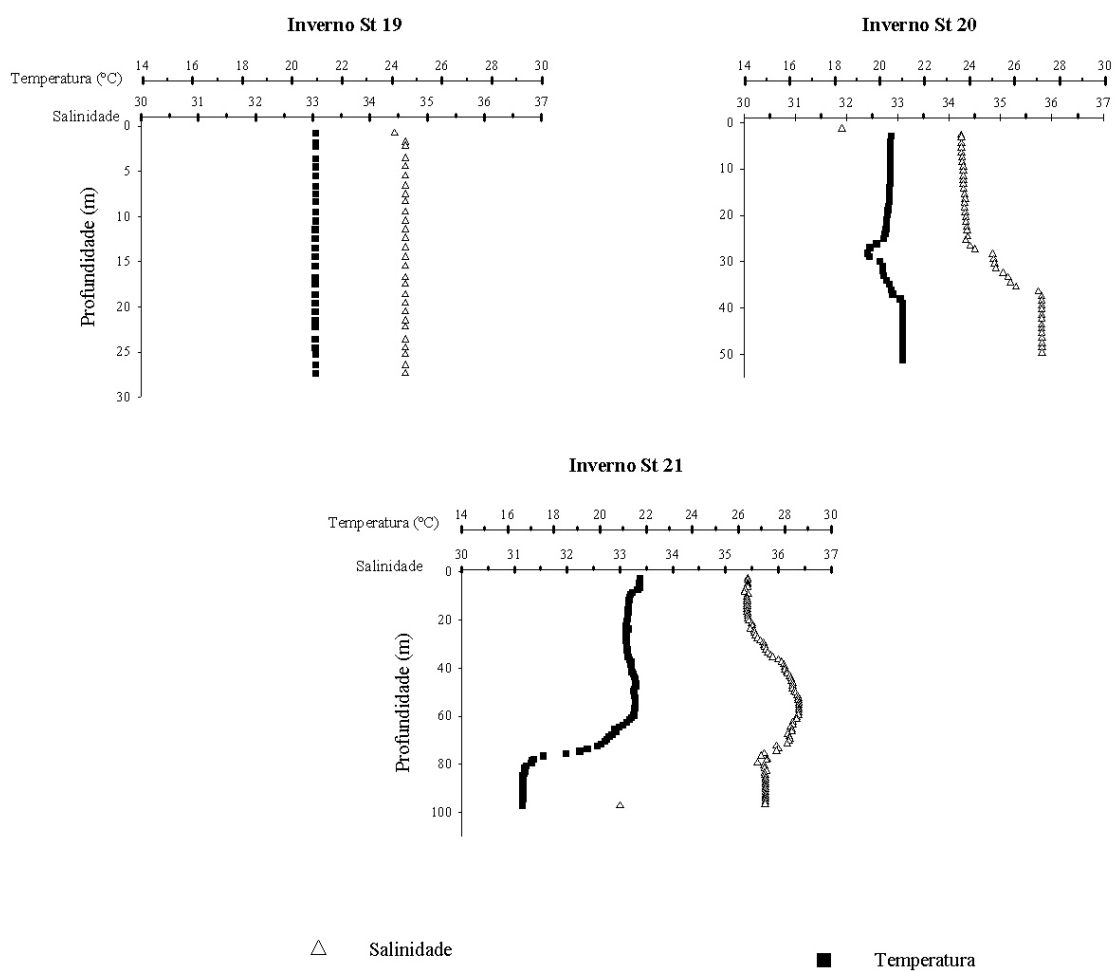 Inverno St 19
Temperatura (ºC) 14 16 18 20 22 24 26 28 30
Salinidade 30 31 32 33 34 35 36 37
Profundidade (m)
0
5
10
15
20
25
30
Inverno St 20
14 16 18 20 22 24 26 28 30
30 31 32 33 34 35 36 37
0
10
20
30
40
50
Inverno St 21
Temperatura (ºC) 14 16 18 20 22 24 26 28 30
Salinidade 30 31 32 33 34 35 36 37
Profundidade (m)
0
20
40
60
80
100
Salinidade
Temperatura